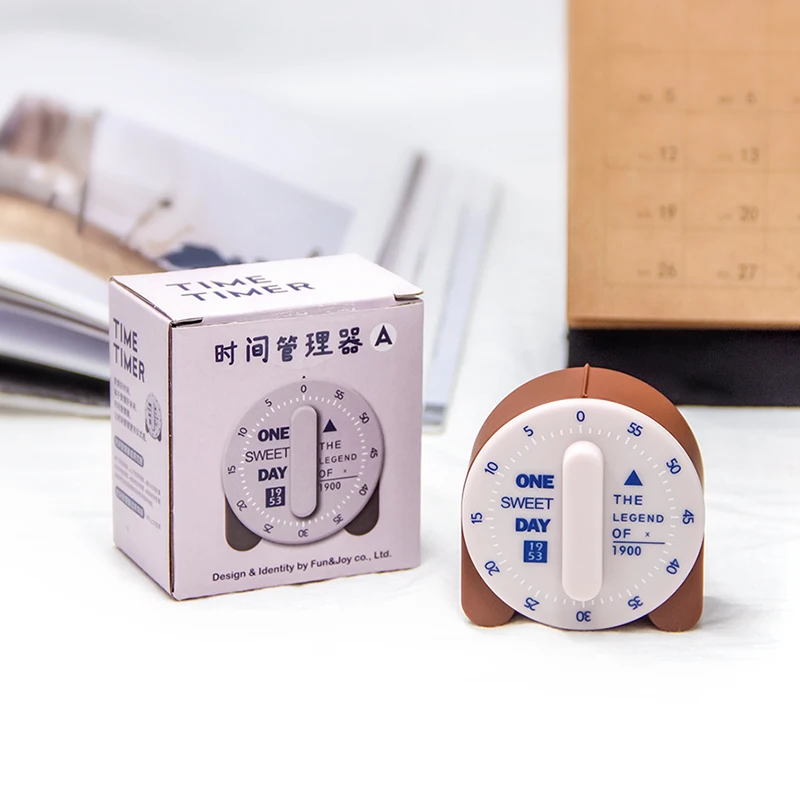 TIME
TIMER
TIME
TIMER
时间管理器 A
0
55
50
45
40
35
30
25
20
15
10
5
ONE
SWEET
DAY
19
53
THE
LEGEND
OF x
1900
Design & Identity by Fun&Joy co., Ltd.
0
55
50
45
40
35
30
25
20
15
10
5
ONE
SWEET
DAY
19
53
THE
LEGEND
OF x
1900
5 6
12 13
19 20
26 27